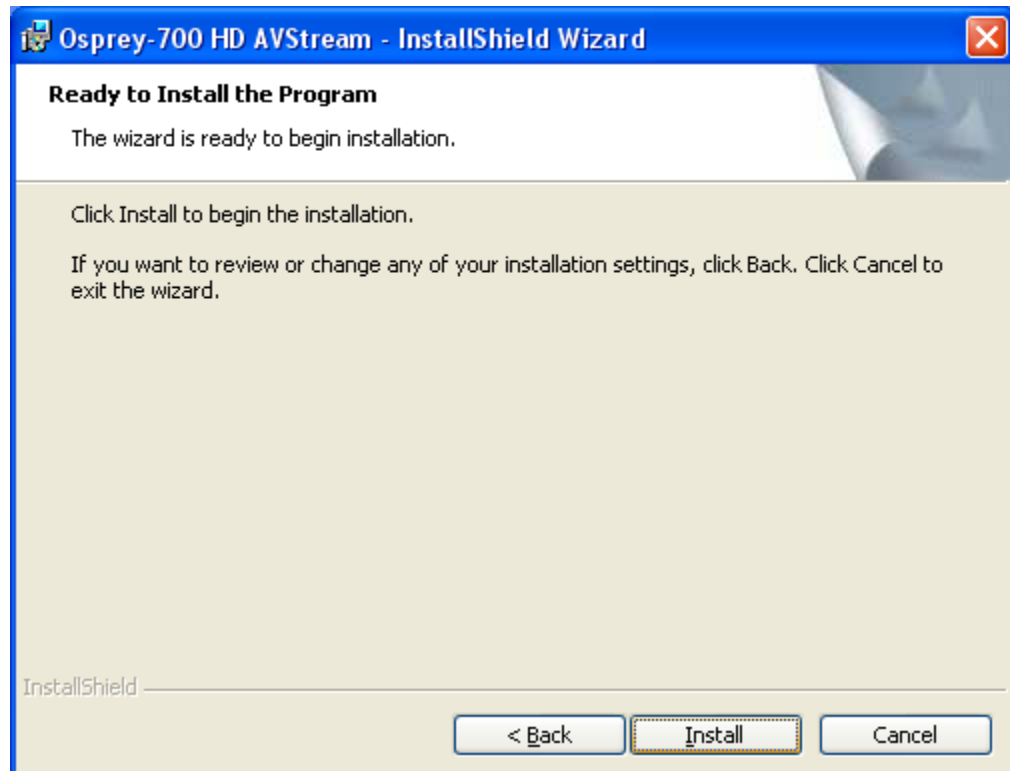 Osprey-700 HD AVStream - InstallShield Wizard
Ready to Install the Program
The wizard is ready to begin installation.
Click Install to begin the installation.
If you want to review or change any of your installation settings, click Back. Click Cancel to
exit the wizard.
InstallShield
< Back
Install
Cancel